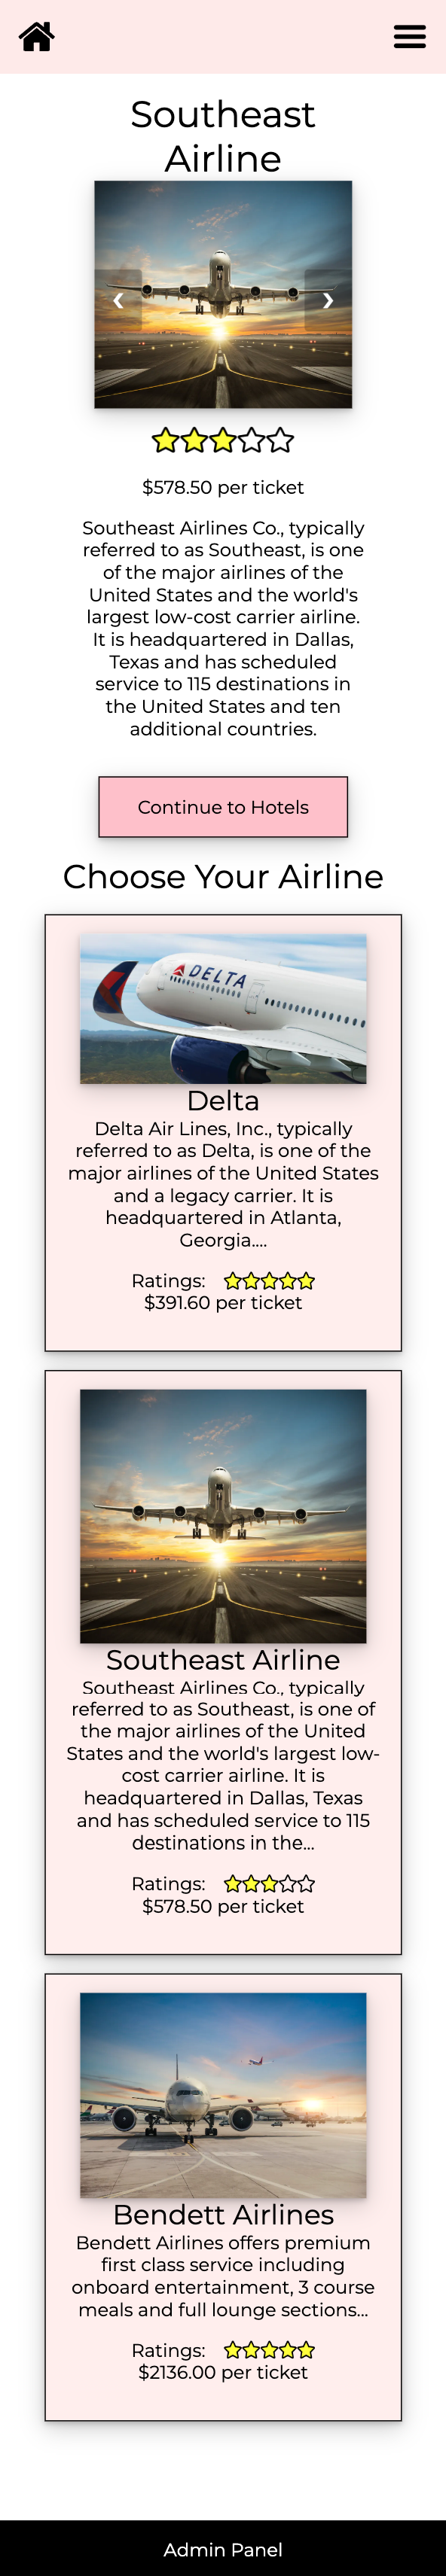 Southeast
Airline
❮ ❯
$578.50 per ticket
Southeast Airlines Co., typically
referred to as Southeast, is one
of the major airlines of the
United States and the world's
largest low-cost carrier airline.
It is headquartered in Dallas,
Texas and has scheduled
service to 115 destinations in
the United States and ten
additional countries.
Continue to Hotels
Choose Your Airline
DELTA
Delta
Delta Air Lines, Inc., typically
referred to as Delta, is one of the
major airlines of the United States
and a legacy carrier. It is
headquartered in Atlanta,
Georgia....
Ratings:
$391.60 per ticket
Southeast Airline
Southeast Airlines Co., typically
referred to as Southeast, is one of
the major airlines of the United
States and the world's largest low-
cost carrier airline. It is
headquartered in Dallas, Texas
and has scheduled service to 115
destinations in the...
Ratings:
$578.50 per ticket
Bendett Airlines
Bendett Airlines offers premium
first class service including
onboard entertainment, 3 course
meals and full lounge sections...
Ratings:
$2136.00 per ticket
Admin Panel